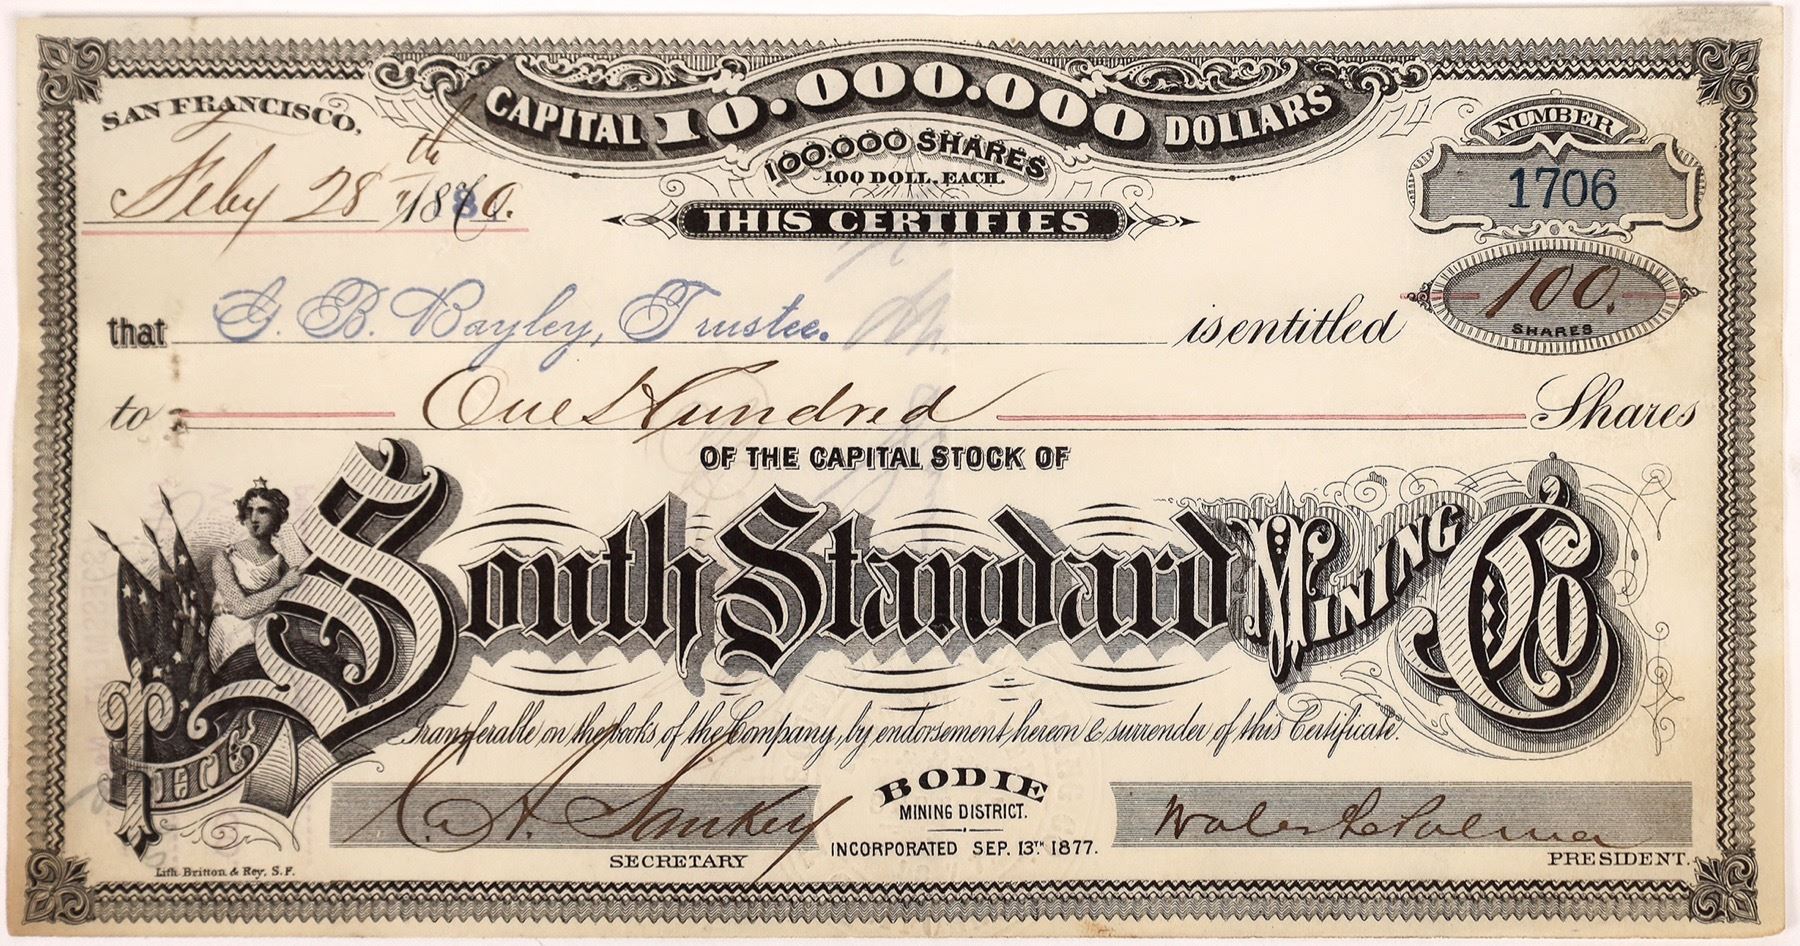 SAN FRANCISCO,
Feby 28th 1880.
CAPITAL 10.000.000 DOLLARS
100.000 SHARES
100 DOLL. EACH.
NUMBER
1706
THIS CERTIFIES
that G. B. Bayley, Trustee. is entitled
100.
SHARES
to One Hundred Shares
OF THE CAPITAL STOCK OF
THE South Standard MINING Co
Transferable on the books of the Company, by endorsement hereon & surrender of this Certificate.
BODIE
MINING DISTRICT.
INCORPORATED SEP. 13TH 1877.
A. Sankey
SECRETARY
PRESIDENT.
Lith. Britton & Rey, S.F.